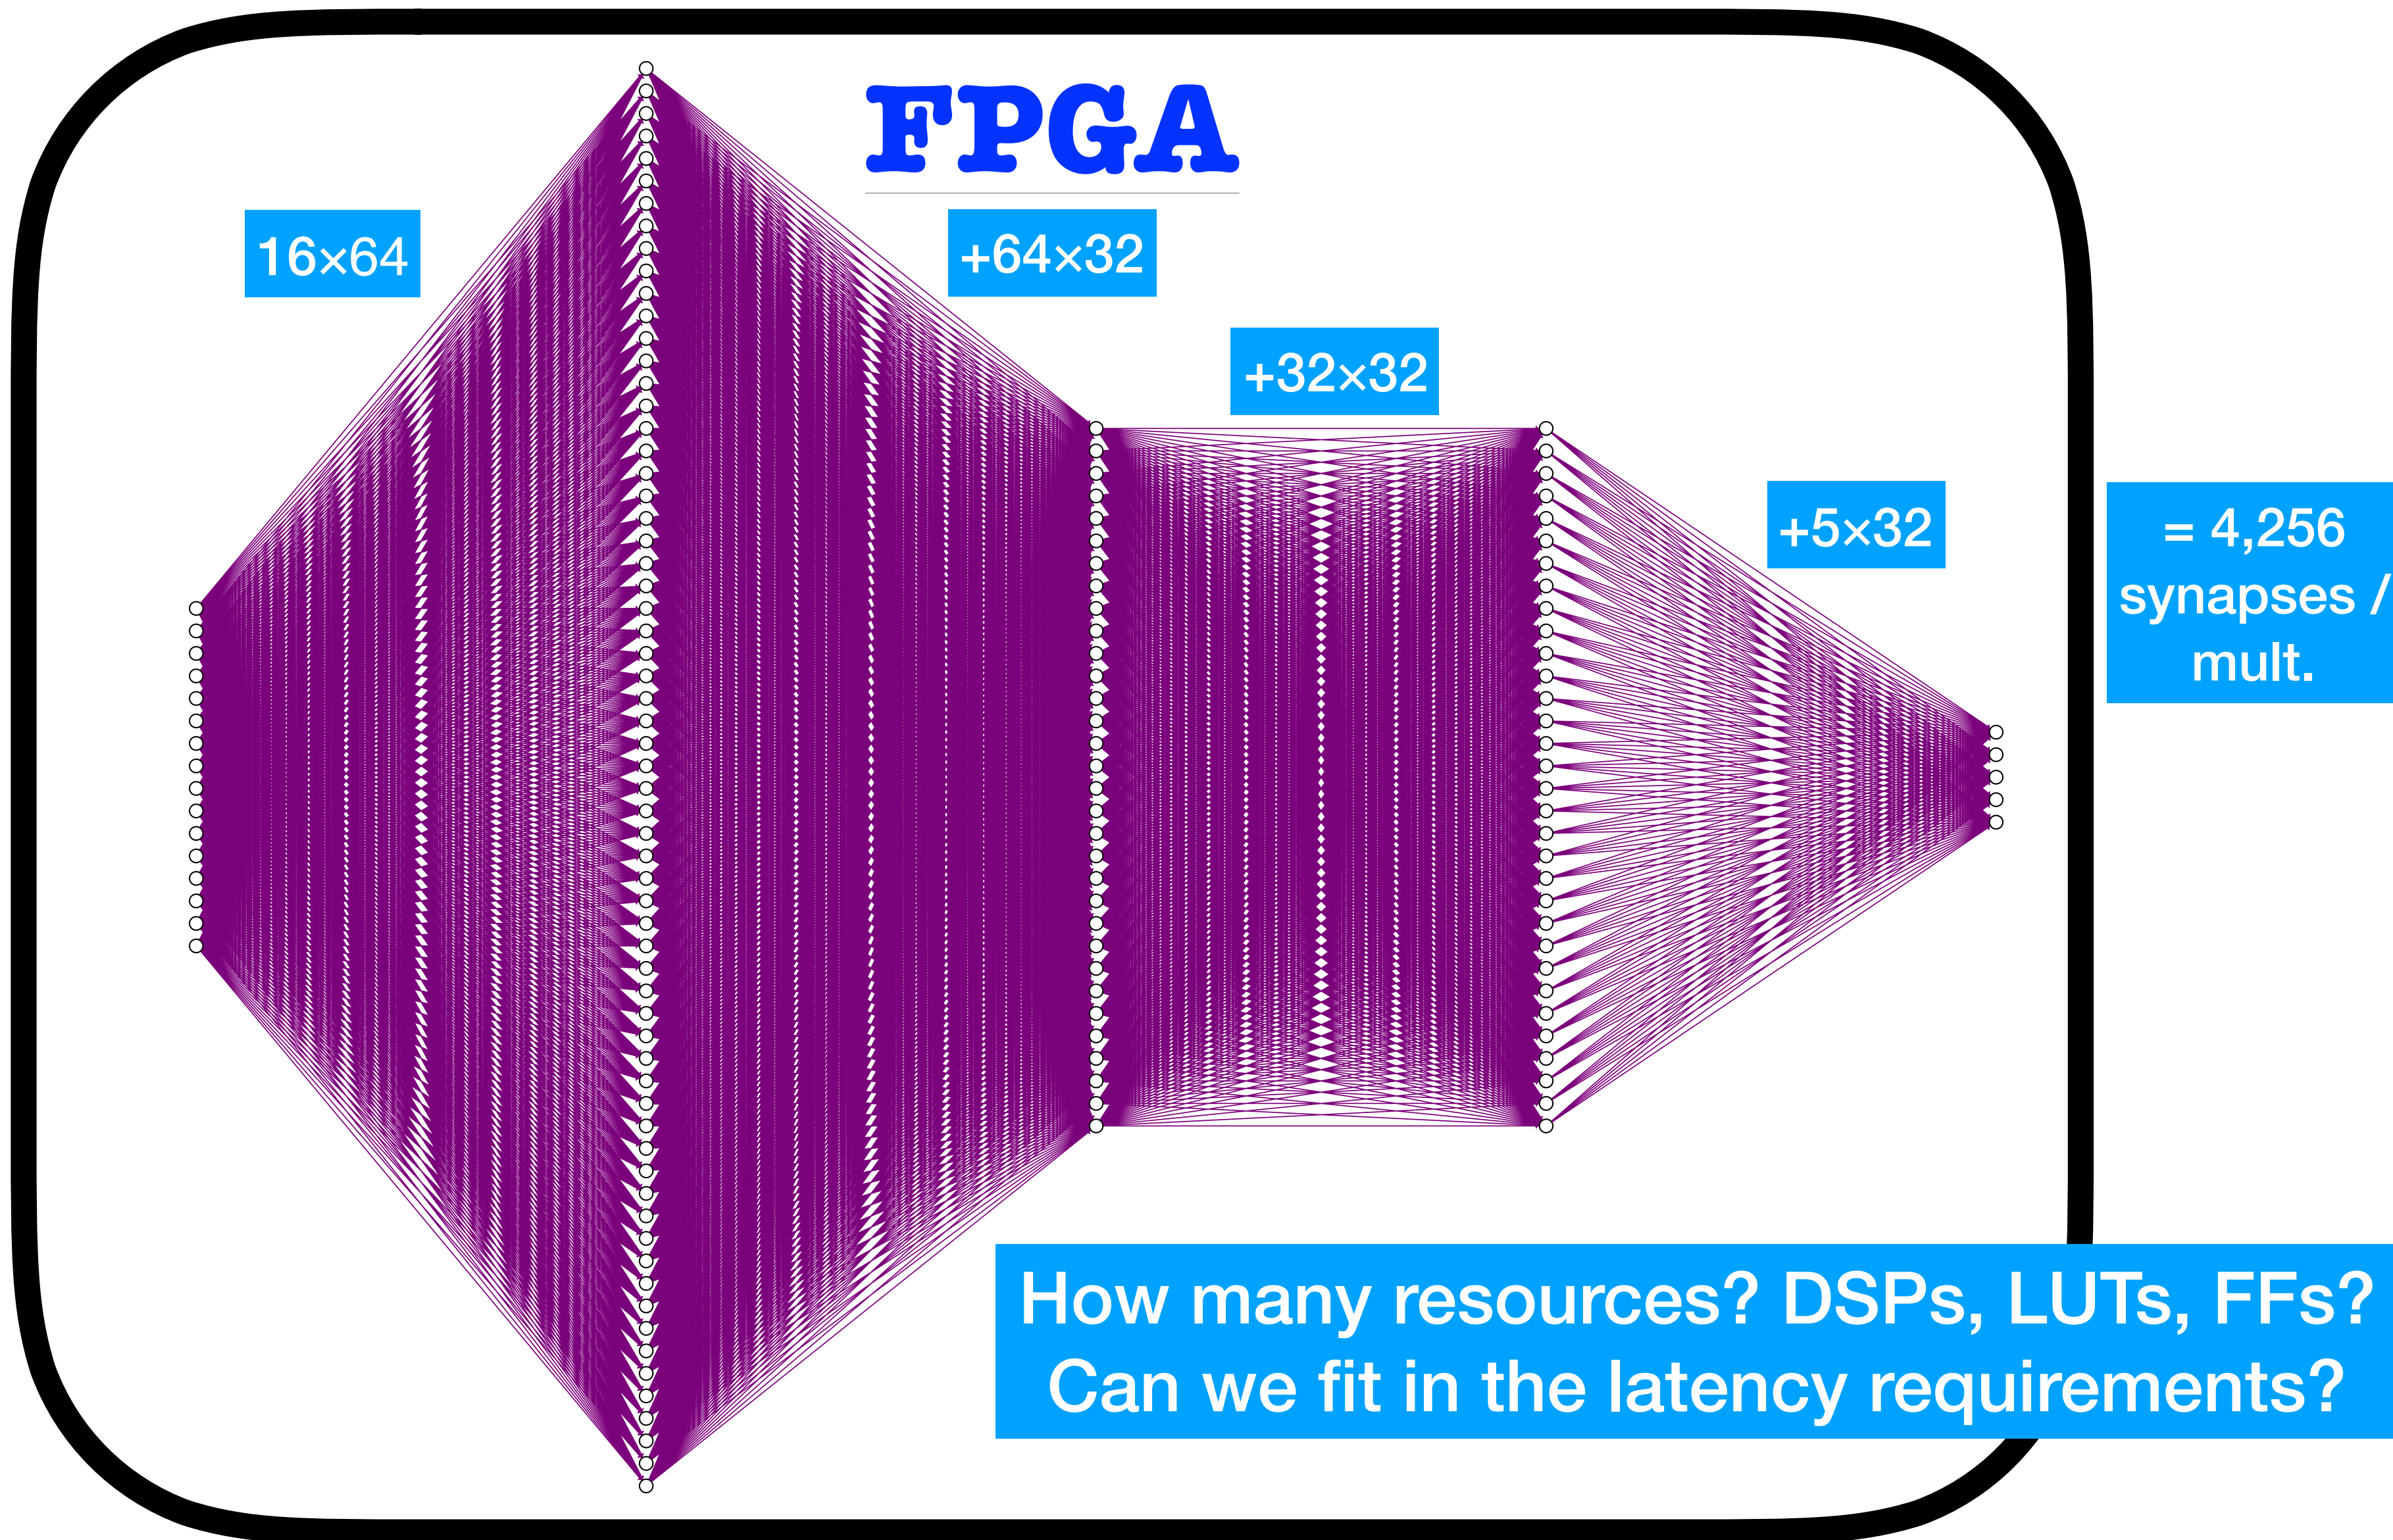 FPGA
16×64
+64×32
+32×32
+5×32
= 4,256
synapses /
mult.
How many resources? DSPs, LUTs, FFs?
Can we fit in the latency requirements?